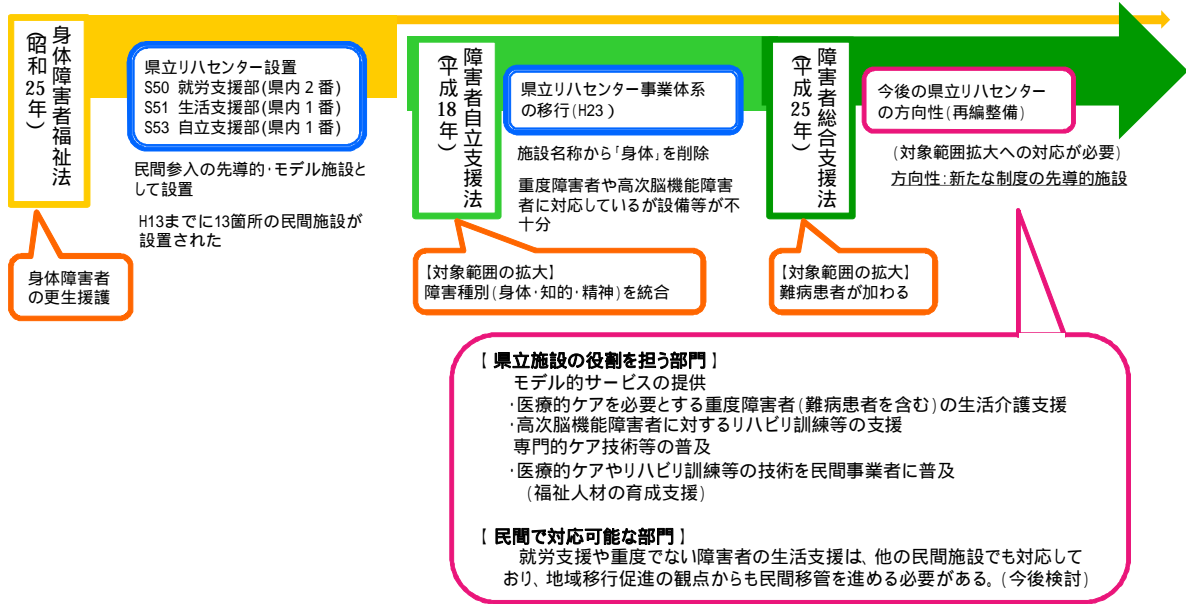 身体障害者福祉法
（昭和25年）
県立リハセンター設置
S50 就労支援部(県内２番)
S51 生活支援部(県内１番)
S53 自立支援部(県内１番)
民間参入の先導的･モデル施設と
して設置
H13までに13箇所の民間施設が
設置された
身体障害者
の更生援護
障害者自立支援法
（平成18年）
県立リハセンター事業体系
の移行(H23)
施設名称から｢身体｣を削除
重度障害者や高次脳機能障害
者に対応しているが設備等が不
十分
【対象範囲の拡大】
障害種別(身体･知的･精神)を統合
障害者総合支援法
（平成25年）
今後の県立リハセンター
の方向性(再編整備)
(対象範囲拡大への対応が必要)
方向性:新たな制度の先導的施設
【対象範囲の拡大】
難病患者が加わる
【県立施設の役割を担う部門】
モデル的サービスの提供
･医療的ケアを必要とする重度障害者(難病患者を含む)の生活介護支援
･高次脳機能障害者に対するリハビリ訓練等の支援
専門的ケア技術等の普及
･医療的ケアやリハビリ訓練等の技術を民間事業者に普及
(福祉人材の育成支援)
【民間で対応可能な部門】
就労支援や重度でない障害者の生活支援は、他の民間施設でも対応して
おり、地域移行促進の観点からも民間移管を進める必要がある。(今後検討)